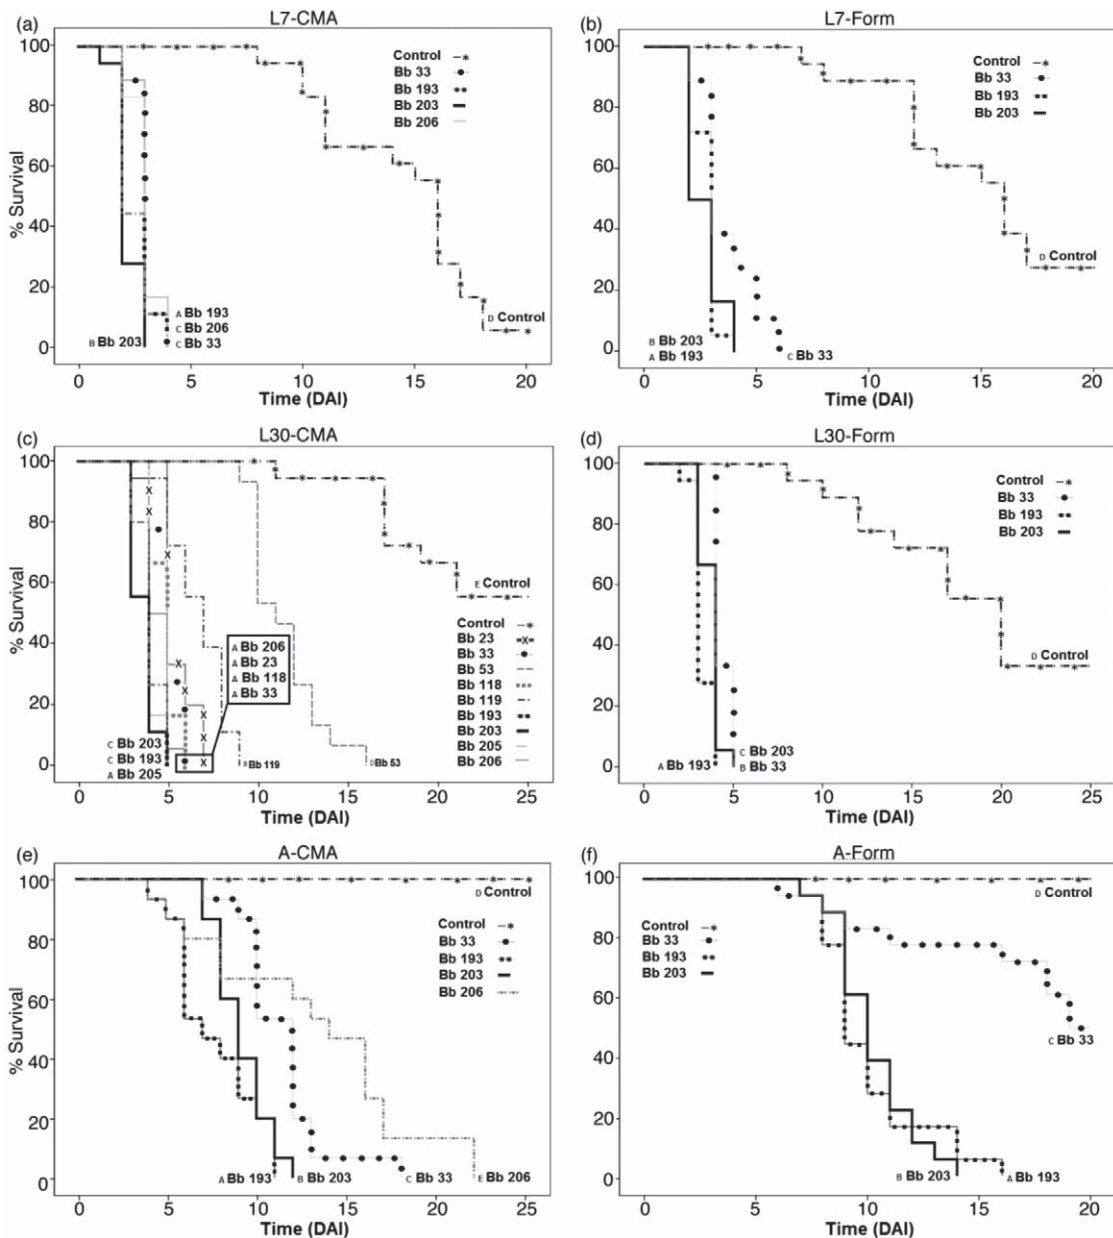 (a) L7-CMA
% Survival
100
80
60
40
20
0
Control
Bb 33
Bb 193
Bb 203
Bb 206
B Bb 203
A Bb 193
C Bb 206
C Bb 33
D Control
0 5 10 15 20
Time (DAI)
(b) L7-Form
100
80
60
40
20
0
Control
Bb 33
Bb 193
Bb 203
B Bb 203
A Bb 193
C Bb 33
D Control
0 5 10 15 20
Time (DAI)
(c) L30-CMA
% Survival
100
80
60
40
20
0
E Control
Control
Bb 23
Bb 33
Bb 53
Bb 118
Bb 119
Bb 193
Bb 203
Bb 205
Bb 206
A Bb 206
A Bb 23
A Bb 118
A Bb 33
C Bb 203
C Bb 193
A Bb 205
B Bb 119
D Bb 53
0 5 10 15 20 25
Time (DAI)
(d) L30-Form
100
80
60
40
20
0
Control
Bb 33
Bb 193
Bb 203
D Control
A Bb 193
C Bb 203
B Bb 33
0 5 10 15 20 25
Time (DAI)
(e) A-CMA
% Survival
100
80
60
40
20
0
D Control
Control
Bb 33
Bb 193
Bb 203
Bb 206
A Bb 193
B Bb 203
C Bb 33
E Bb 206
0 5 10 15 20 25
Time (DAI)
(f) A-Form
100
80
60
40
20
0
D Control
Control
Bb 33
Bb 193
Bb 203
C Bb 33
B Bb 203
A Bb 193
0 5 10 15 20
Time (DAI)